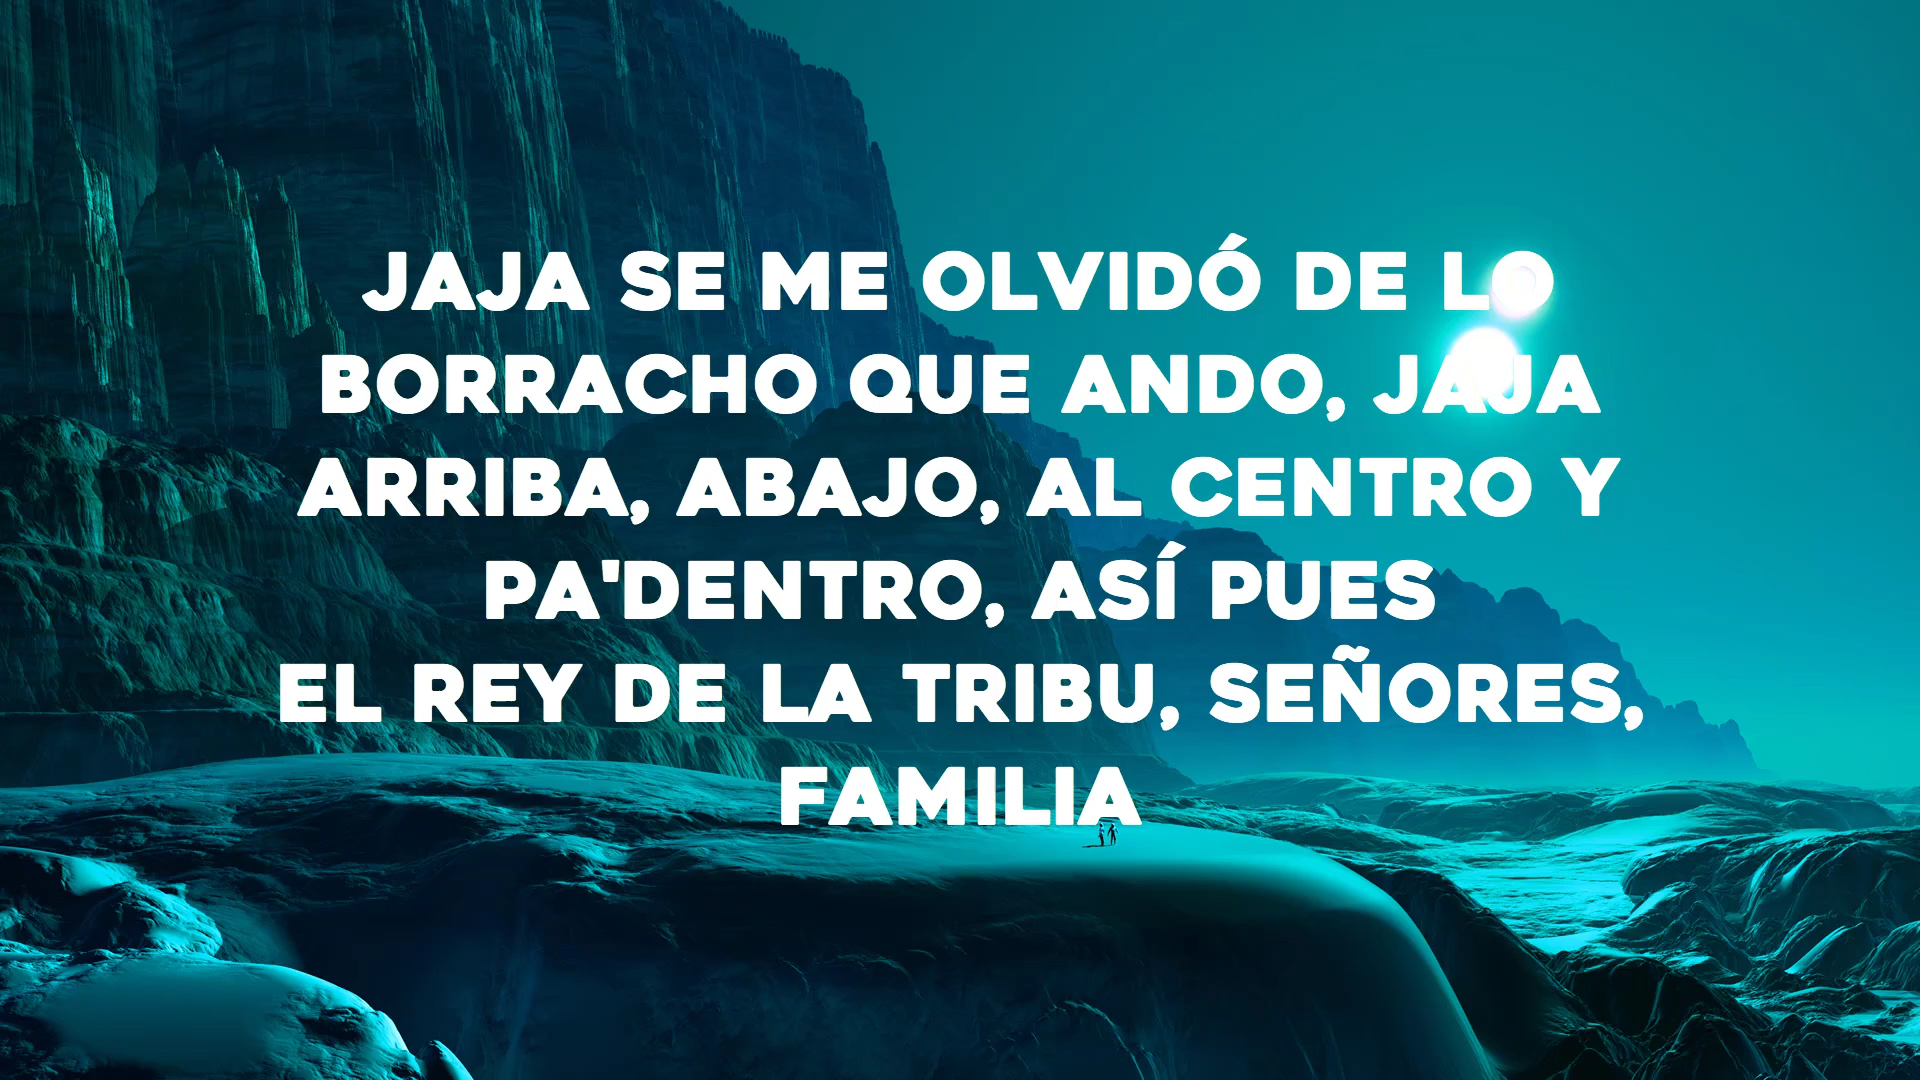 JAJA SE ME OLVIDÓ DE LO
BORRACHO QUE ANDO, JAJA
ARRIBA, ABAJO, AL CENTRO Y
PA'DENTRO, ASÍ PUES
EL REY DE LA TRIBU, SEÑORES,
FAMILIA